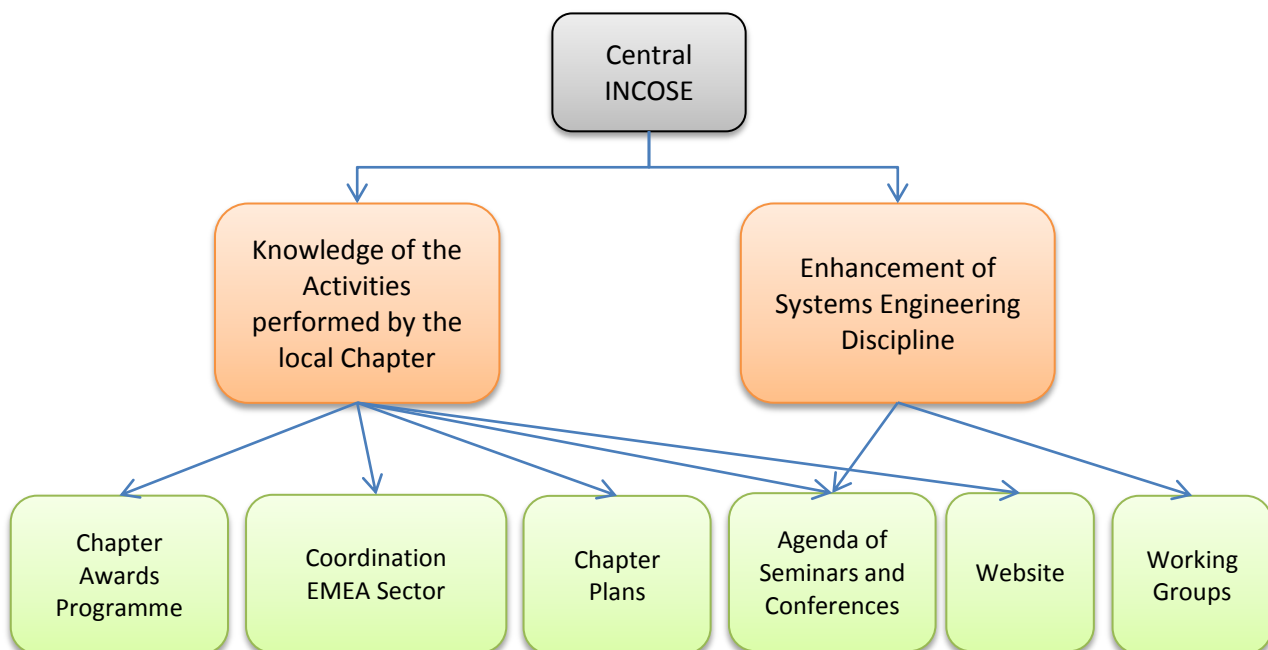 Central
INCOSE
Knowledge of the
Activities
performed by the
local Chapter
Enhancement of
Systems Engineering
Discipline
Chapter
Awards
Programme
Coordination
EMEA Sector
Chapter
Plans
Agenda of
Seminars and
Conferences
Website
Working
Groups